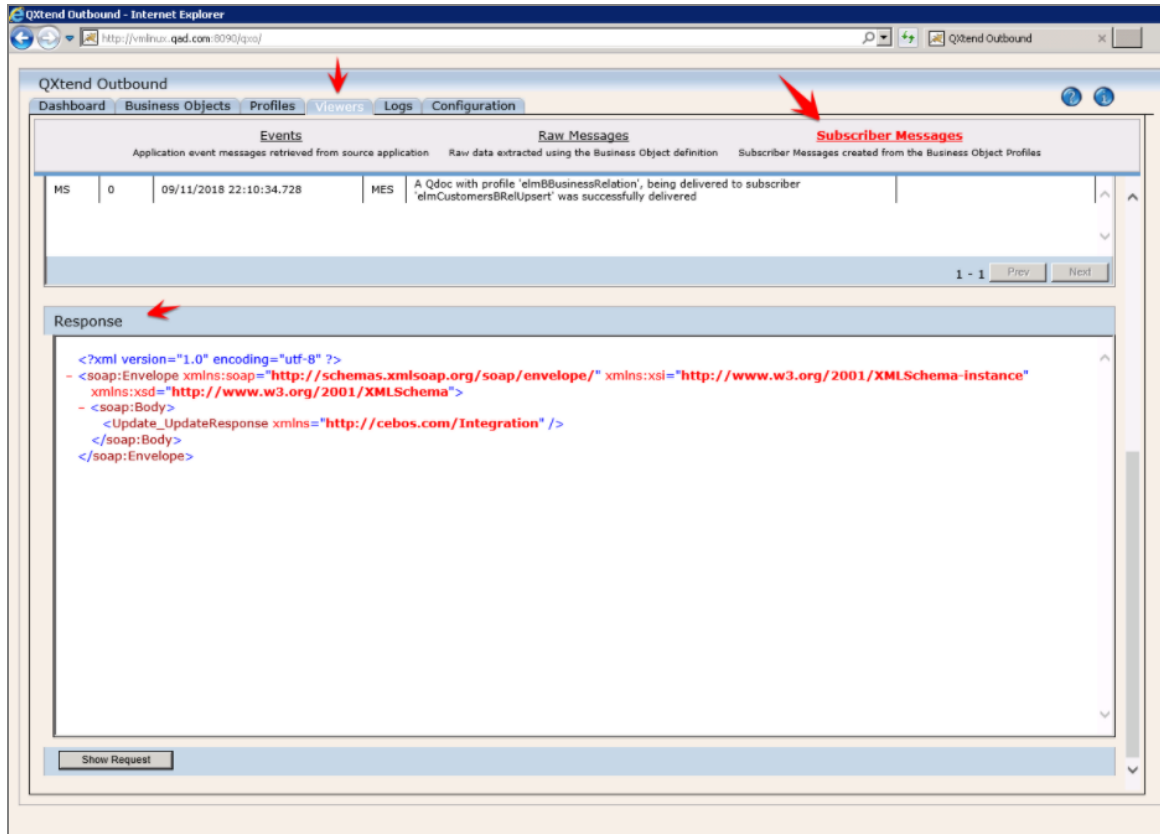 QXtend Outbound - Internet Explorer
http://vmlinux.qad.com:8090/qxo/
QXtend Outbound
QXtend Outbound
Dashboard Business Objects Profiles Viewers Logs Configuration
Events Raw Messages Subscriber Messages
Application event messages retrieved from source application Raw data extracted using the Business Object definition Subscriber Messages created from the Business Object Profiles
MS 0 09/11/2018 22:10:34.728 MES A Qdoc with profile 'elmBBusinessRelation', being delivered to subscriber
'elmCustomersBRelUpsert' was successfully delivered
1 - 1 Prev Next
Response
<?xml version="1.0" encoding="utf-8" ?>
- <soap:Envelope xmlns:soap="http://schemas.xmlsoap.org/soap/envelope/" xmlns:xsi="http://www.w3.org/2001/XMLSchema-instance"
xmlns:xsd="http://www.w3.org/2001/XMLSchema">
- <soap:Body>
<Update_UpdateResponse xmlns="http://cebos.com/Integration" />
</soap:Body>
</soap:Envelope>
Show Request